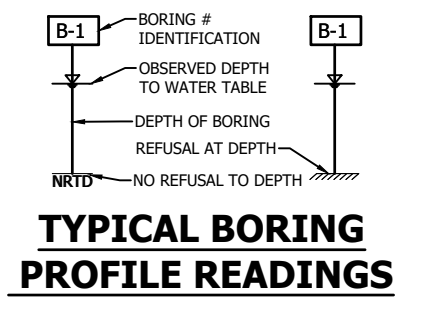 B-1
BORING #
IDENTIFICATION
B-1
OBSERVED DEPTH
TO WATER TABLE
DEPTH OF BORING
REFUSAL AT DEPTH
NRTD
NO REFUSAL TO DEPTH
TYPICAL BORING
PROFILE READINGS